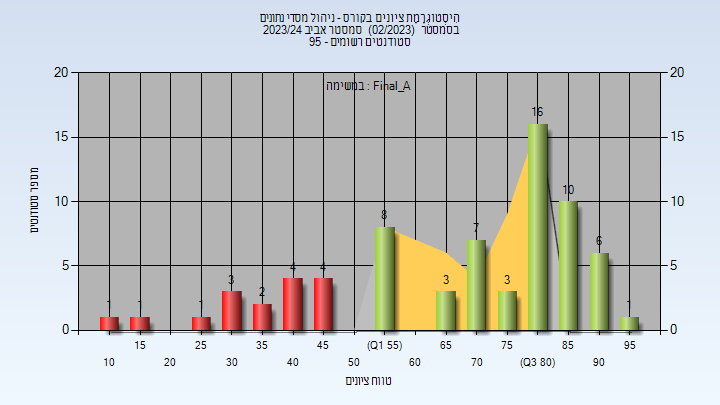 היסטוגרמת ציונים בקורס - ניהול מסדי נתונים
בסמסטר (02/2023) סמסטר אביב 2023/24
סטודנטים רשומים - 95
במשימה : Final_A
מספר סטודנטים
20 20
15 15
10 10
5 5
0 0
1 1 1 3 2 4 4 8 3 7 3 16 10 6 1
15 25 35 45 (Q1 55) 65 75 85 95
10 20 30 40 50 70 (Q3 80) 90
טווח ציונים